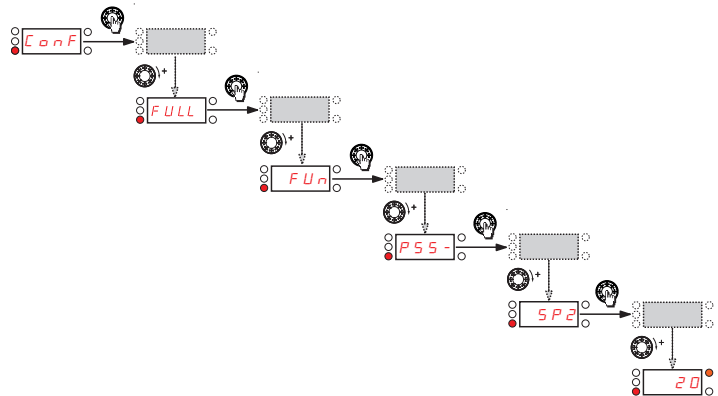 ConF
+
FULL
+
FUn
+
PSS-
+
SP2
+
20